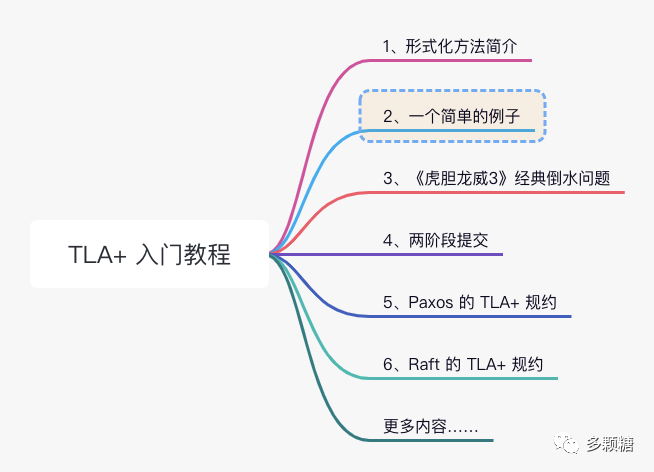 TLA+ 入门教程
1、形式化方法简介
2、一个简单的例子
3、《虎胆龙威3》经典倒水问题
4、两阶段提交
5、Paxos 的 TLA+ 规约
6、Raft 的 TLA+ 规约
更多内容……
多颗糖